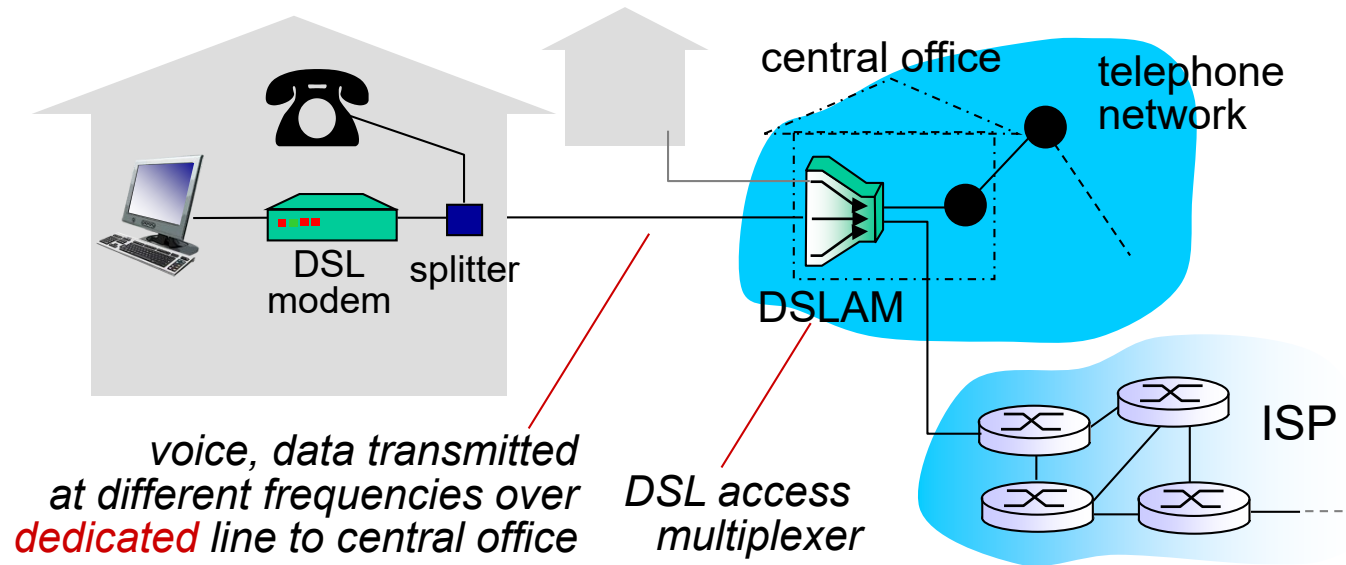 central office
telephone
network
DSL
modem
splitter
DSLAM
ISP
voice, data transmitted
at different frequencies over
dedicated line to central office
DSL access
multiplexer